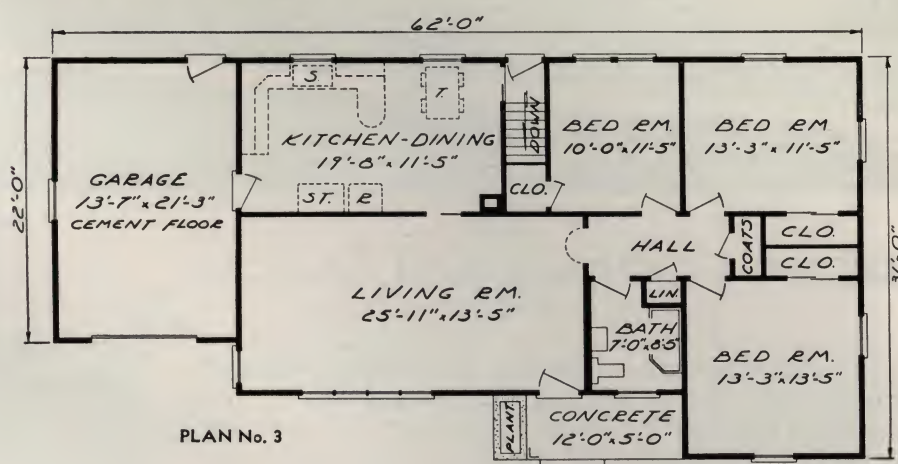 62'-0"
22'-0"
31'-0"
GARAGE
13'-7" x 21'-3"
CEMENT FLOOR
S.
T.
KITCHEN-DINING
19'-8" x 11'-5"
ST.
R
DOWN
CLO.
BED RM.
10'-0" x 11'-5"
BED RM.
13'-3" x 11'-5"
HALL
COATS
CLO.
CLO.
LIVING RM.
25'-11" x 13'-5"
LIN.
BATH
7'-0" x 8'-5"
BED RM.
13'-3" x 13'-5"
PLANT.
CONCRETE
12'-0" x 5'-0"
PLAN No. 3